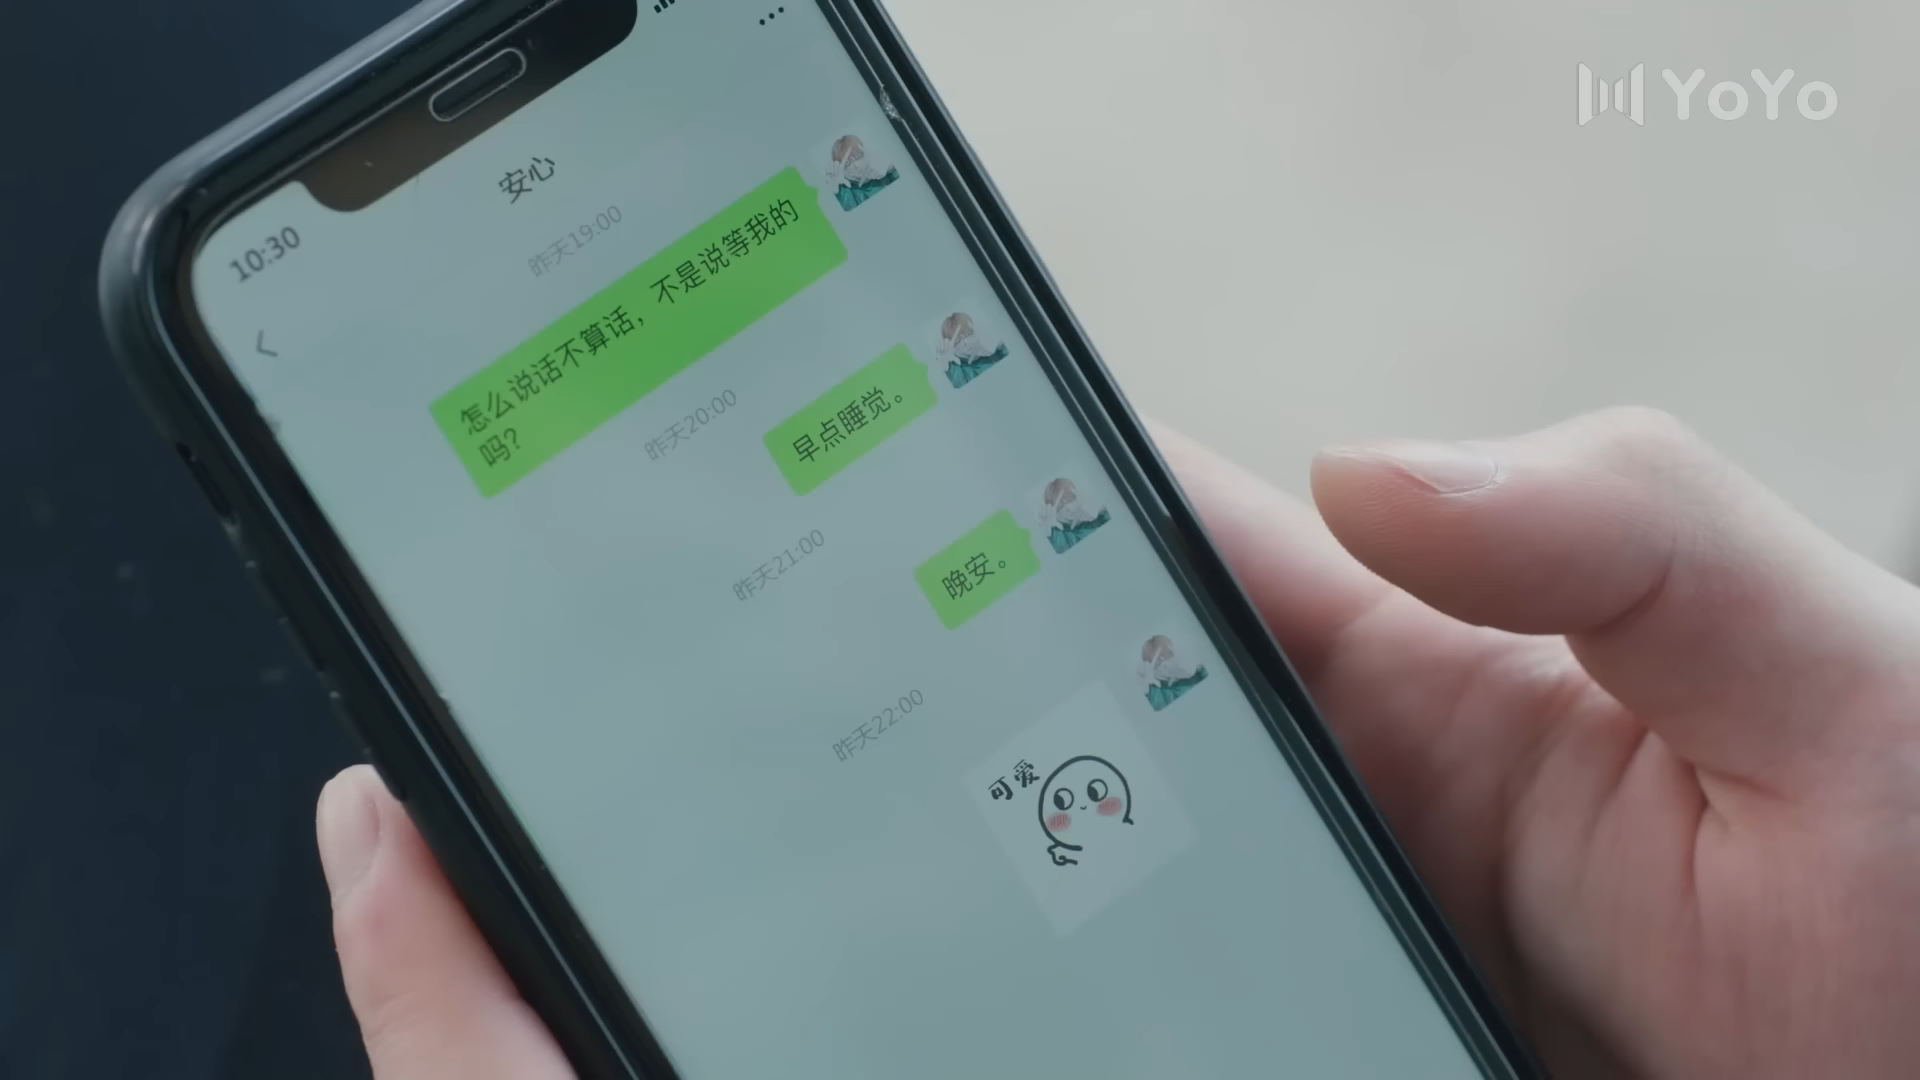 YoYo
10:30
安心
昨天19:00
怎么说话不算话，不是说等我的
吗？
昨天20:00
早点睡觉。
昨天21:00
晚安。
昨天22:00
可爱